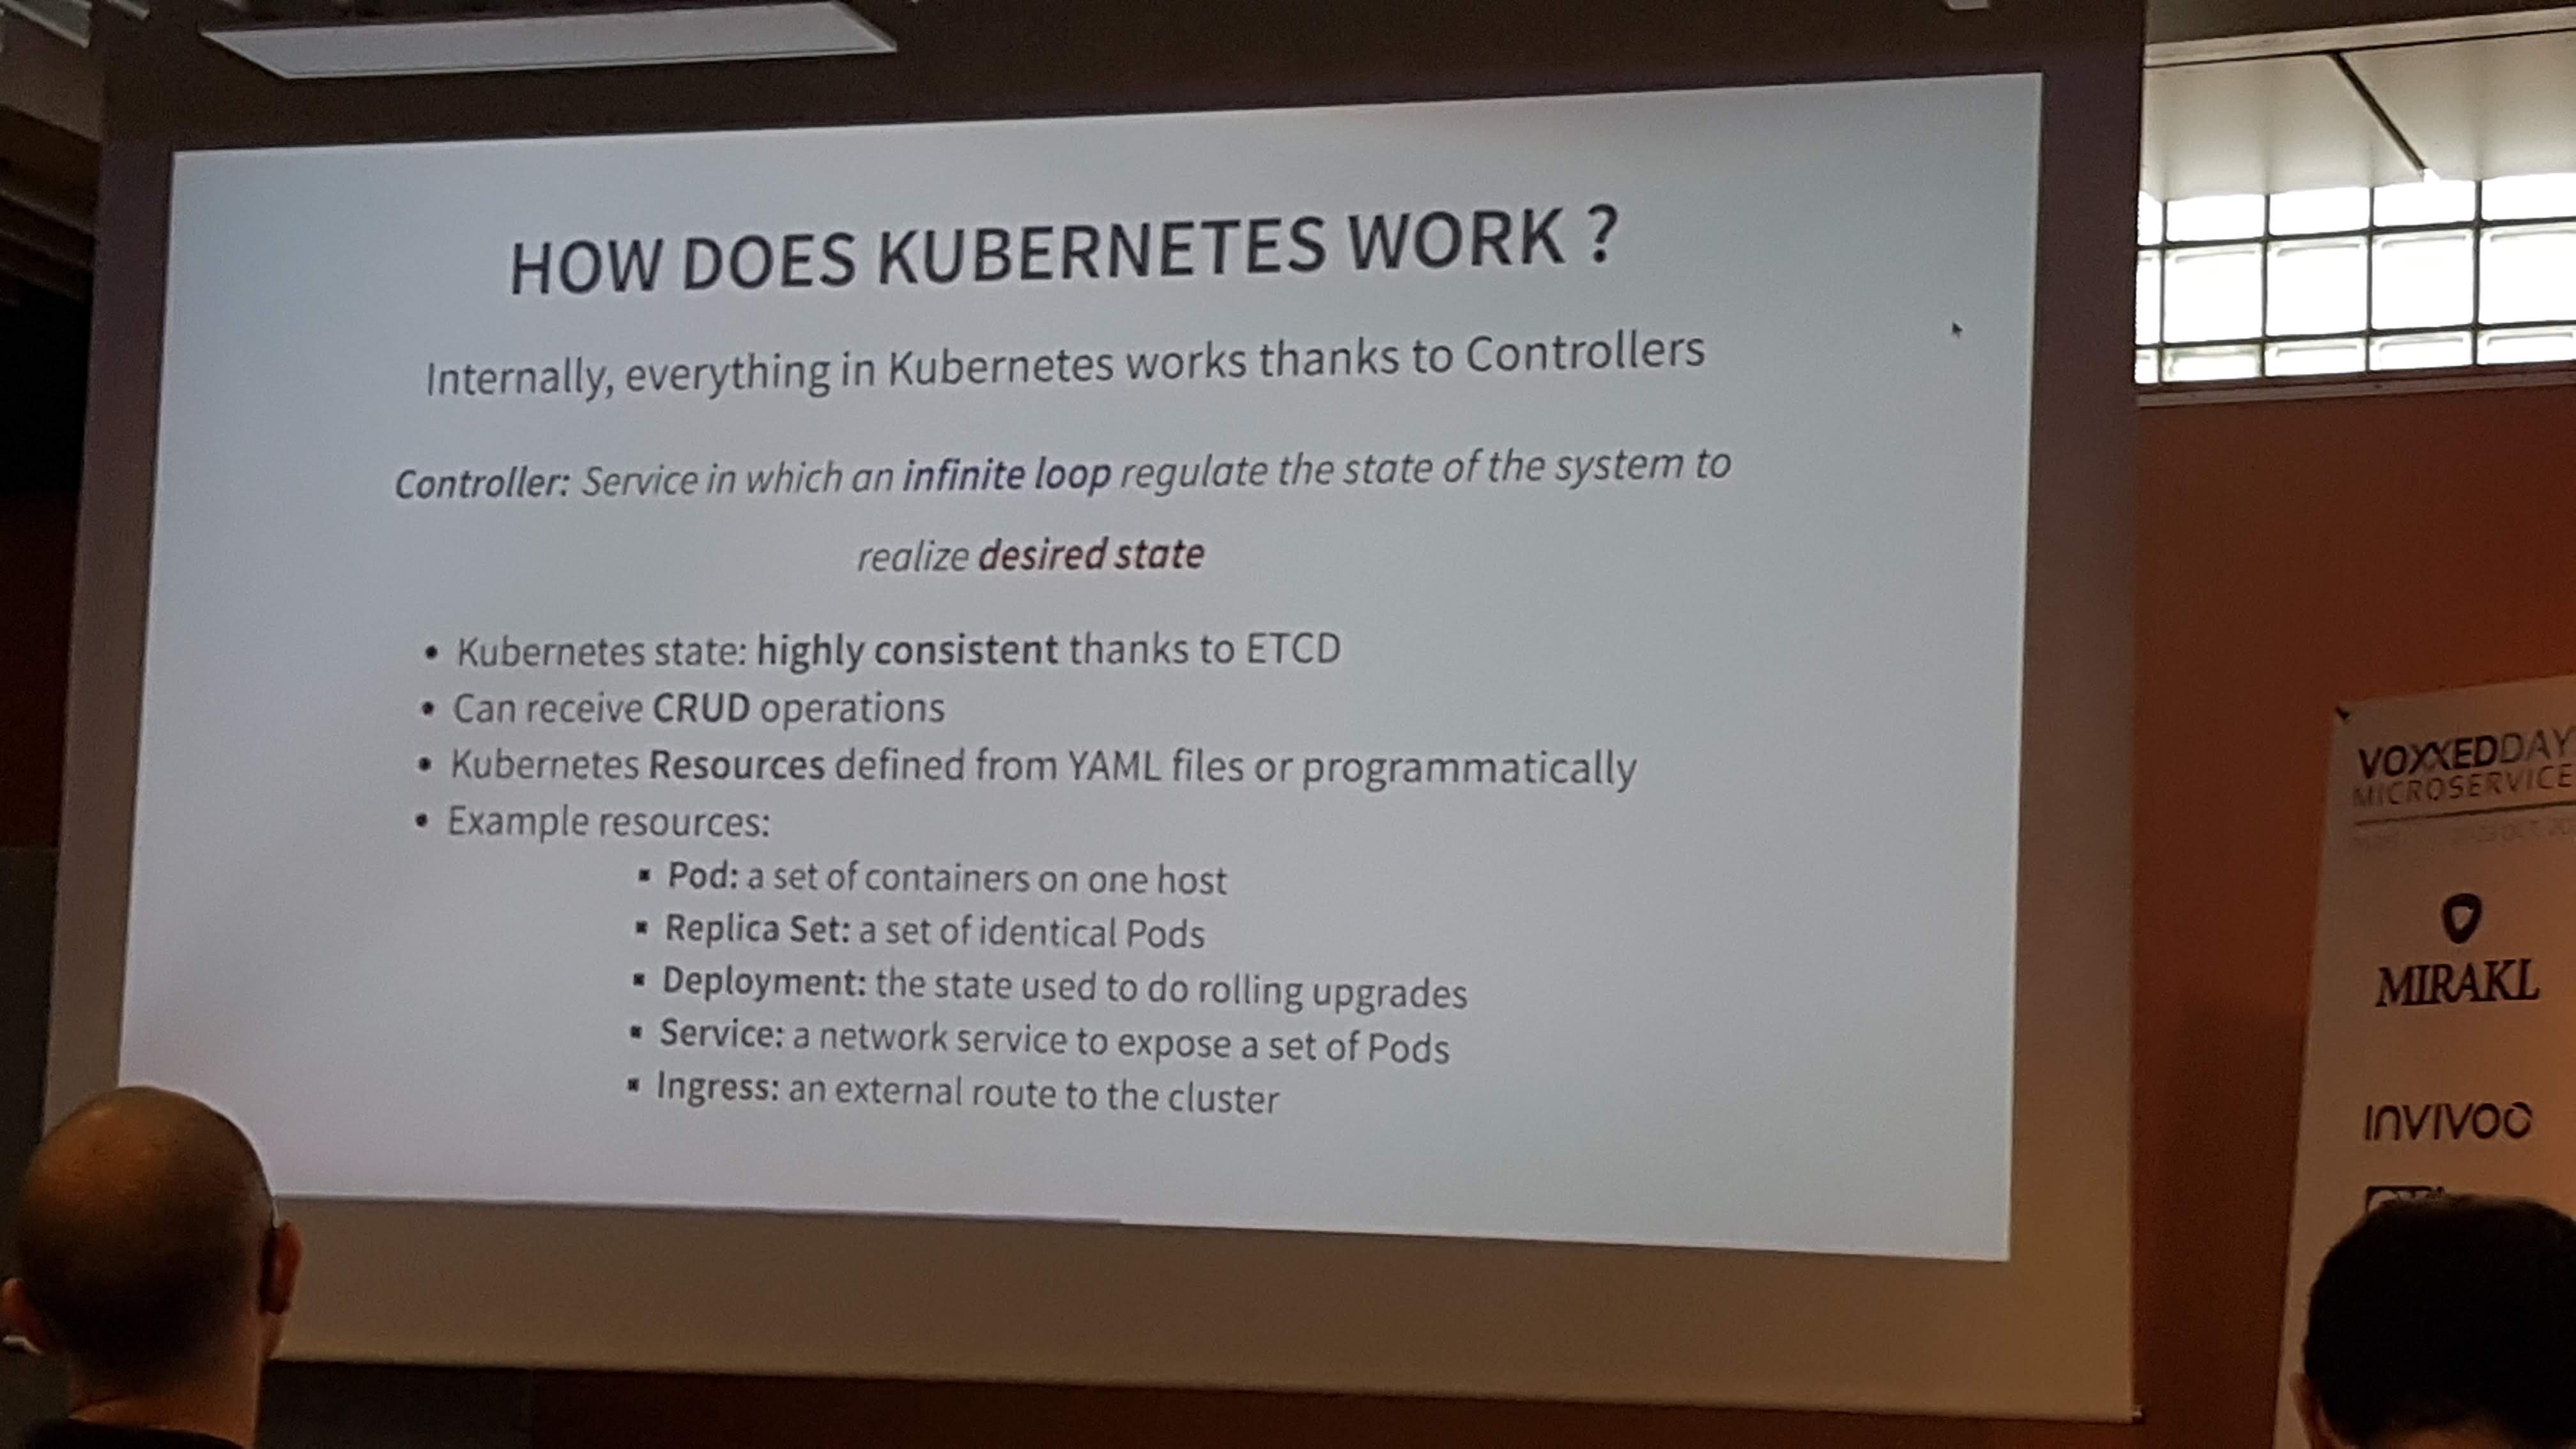 HOW DOES KUBERNETES WORK ?
Internally, everything in Kubernetes works thanks to Controllers
Controller: Service in which an infinite loop regulate the state of the system to
realize desired state
• Kubernetes state: highly consistent thanks to ETCD
• Can receive CRUD operations
• Kubernetes Resources defined from YAML files or programmatically
• Example resources:
▪ Pod: a set of containers on one host
▪ Replica Set: a set of identical Pods
▪ Deployment: the state used to do rolling upgrades
▪ Service: a network service to expose a set of Pods
▪ Ingress: an external route to the cluster
VOXXEDDAY
MICROSERVICE
MIRAKL
INVIVOO